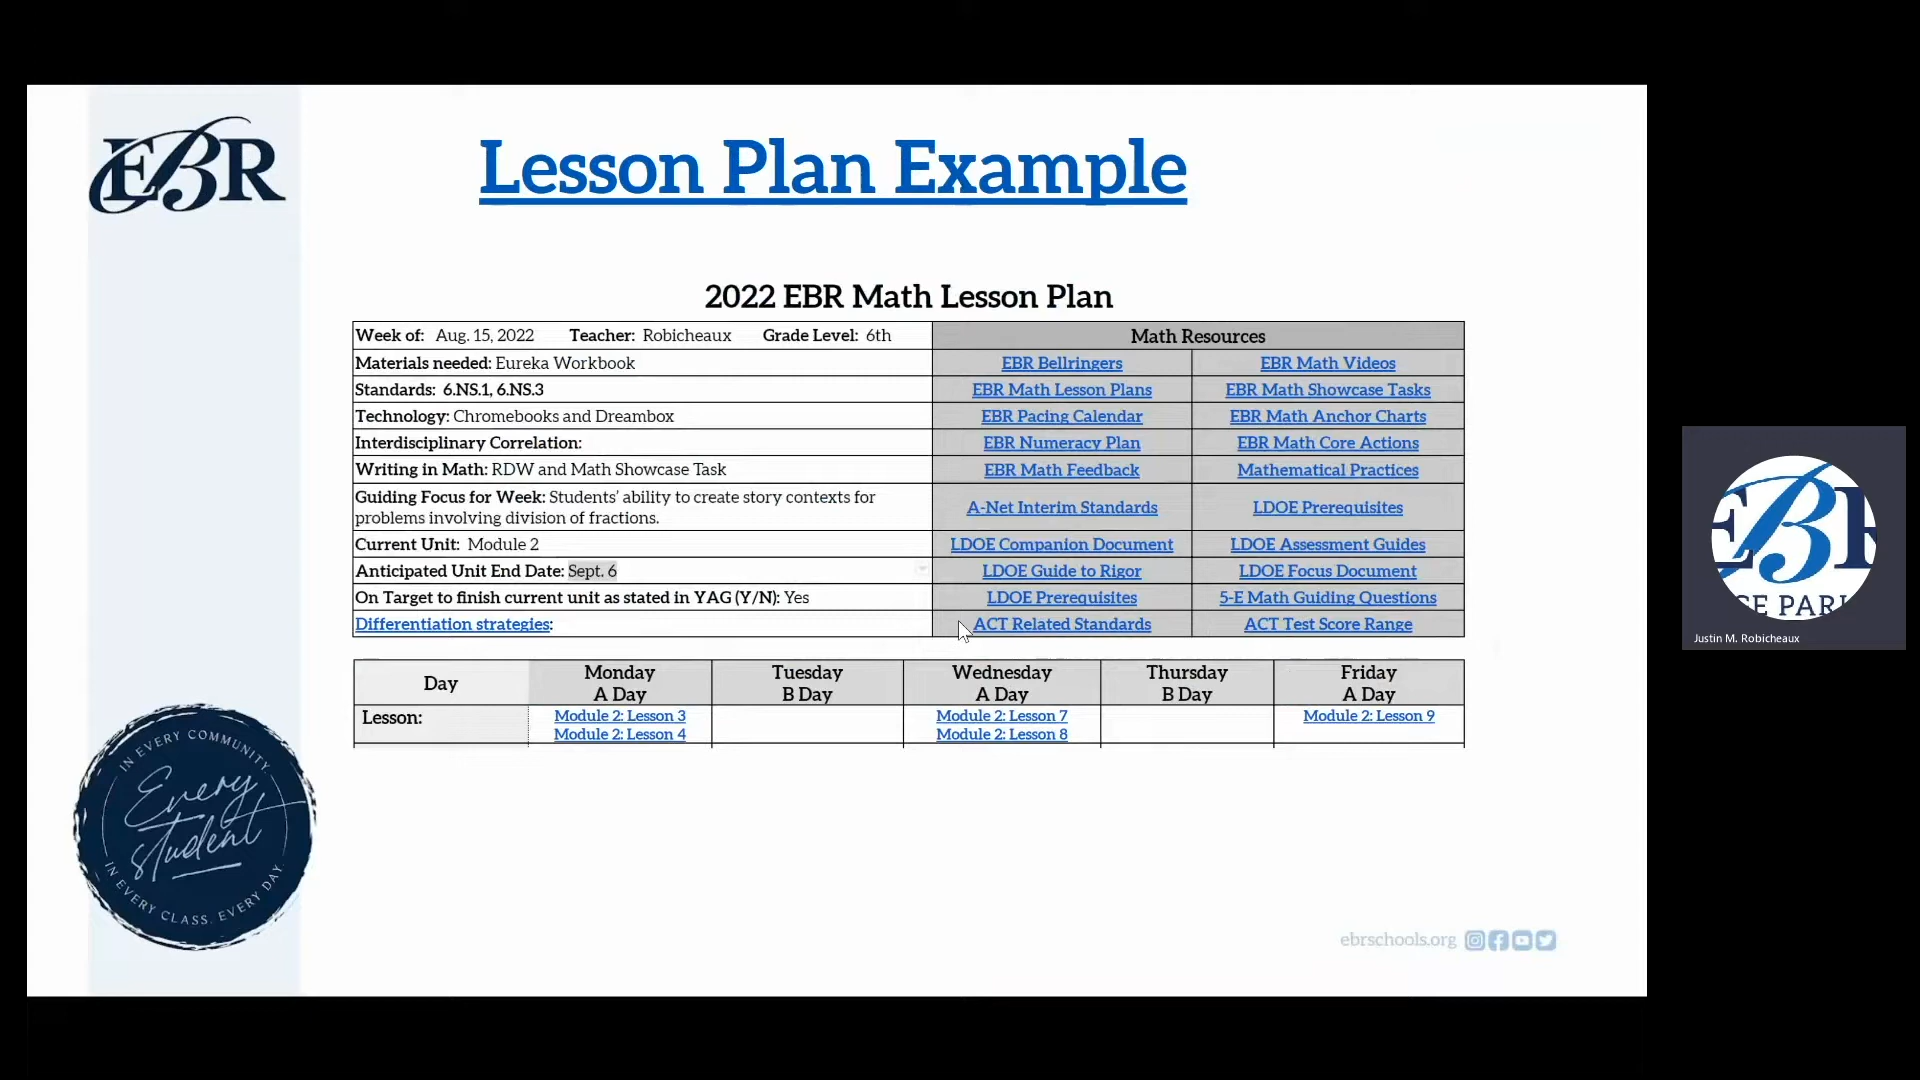 EBR
Lesson Plan Example
2022 EBR Math Lesson Plan
Week of: Aug. 15, 2022 Teacher: Robicheaux Grade Level: 6th Math Resources
Materials needed: Eureka Workbook EBR Bellringers EBR Math Videos
Standards: 6.NS.1, 6.NS.3 EBR Math Lesson Plans EBR Math Showcase Tasks
Technology: Chromebooks and Dreambox EBR Pacing Calendar EBR Math Anchor Charts
Interdisciplinary Correlation: EBR Numeracy Plan EBR Math Core Actions
Writing in Math: RDW and Math Showcase Task EBR Math Feedback Mathematical Practices
Guiding Focus for Week: Students' ability to create story contexts for
problems involving division of fractions. A-Net Interim Standards LDOE Prerequisites
Current Unit: Module 2 LDOE Companion Document LDOE Assessment Guides
Anticipated Unit End Date: Sept. 6 LDOE Guide to Rigor LDOE Focus Document
On Target to finish current unit as stated in YAG (Y/N): Yes LDOE Prerequisites 5-E Math Guiding Questions
Differentiation strategies: ACT Related Standards ACT Test Score Range
Day Monday Tuesday Wednesday Thursday Friday
A Day B Day A Day B Day A Day
Lesson: Module 2: Lesson 3 Module 2: Lesson 7 Module 2: Lesson 9
Module 2: Lesson 4 Module 2: Lesson 8
IN EVERY COMMUNITY
Every
student
IN EVERY CLASS, EVERY DAY
ebrschools.org
EBR
SE PARI
Justin M. Robicheaux